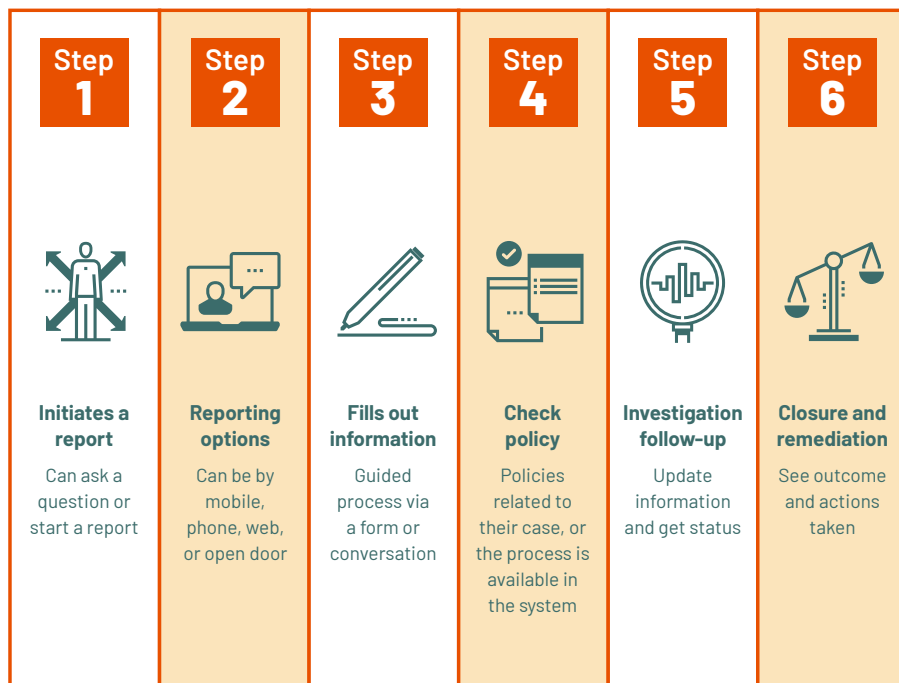 Step
1
Initiates a
report
Can ask a
question or
start a report
Step
2
Reporting
options
Can be by
mobile,
phone, web,
or open door
Step
3
Fills out
information
Guided
process via
a form or
conversation
Step
4
Check
policy
Policies
related to
their case, or
the process is
available in
the system
Step
5
Investigation
follow-up
Update
information
and get status
Step
6
Closure and
remediation
See outcome
and actions
taken